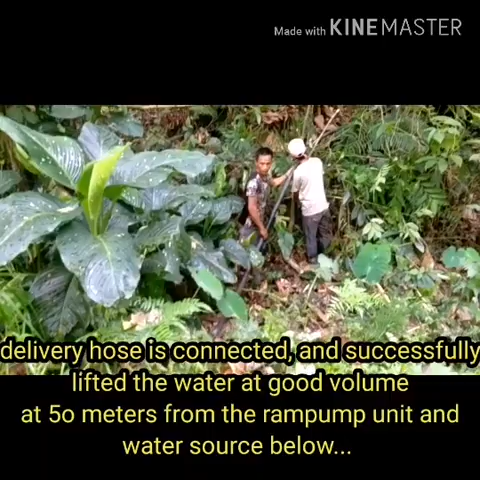 Made with KINEMASTER
delivery hose is connected, and successfully
lifted the water at good volume
at 5o meters from the rampump unit and
water source below...